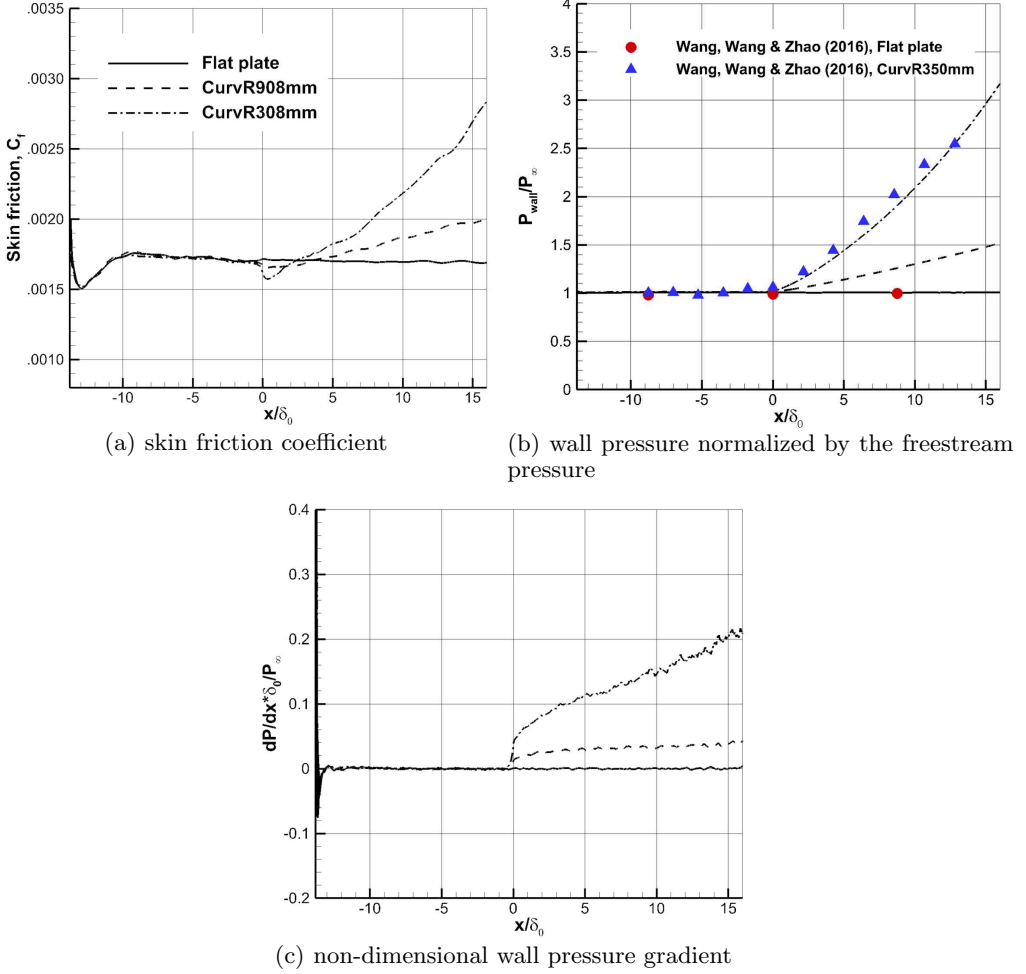 .0035
.0030
.0025
.0020
.0015
.0010
Skin friction, C_f
Flat plate
CurvR908mm
CurvR308mm
-10 -5 0 5 10 15
x/δ₀
(a) skin friction coefficient
4
3.5
3
2.5
2
1.5
1
0.5
0
P_wall/P_∞
Wang, Wang & Zhao (2016), Flat plate
Wang, Wang & Zhao (2016), CurvR350mm
-10 -5 0 5 10 15
x/δ₀
(b) wall pressure normalized by the freestream
pressure
0.4
0.3
0.2
0.1
0
-0.1
-0.2
dP/dx*δ₀/P_∞
-10 -5 0 5 10 15
x/δ₀
(c) non-dimensional wall pressure gradient